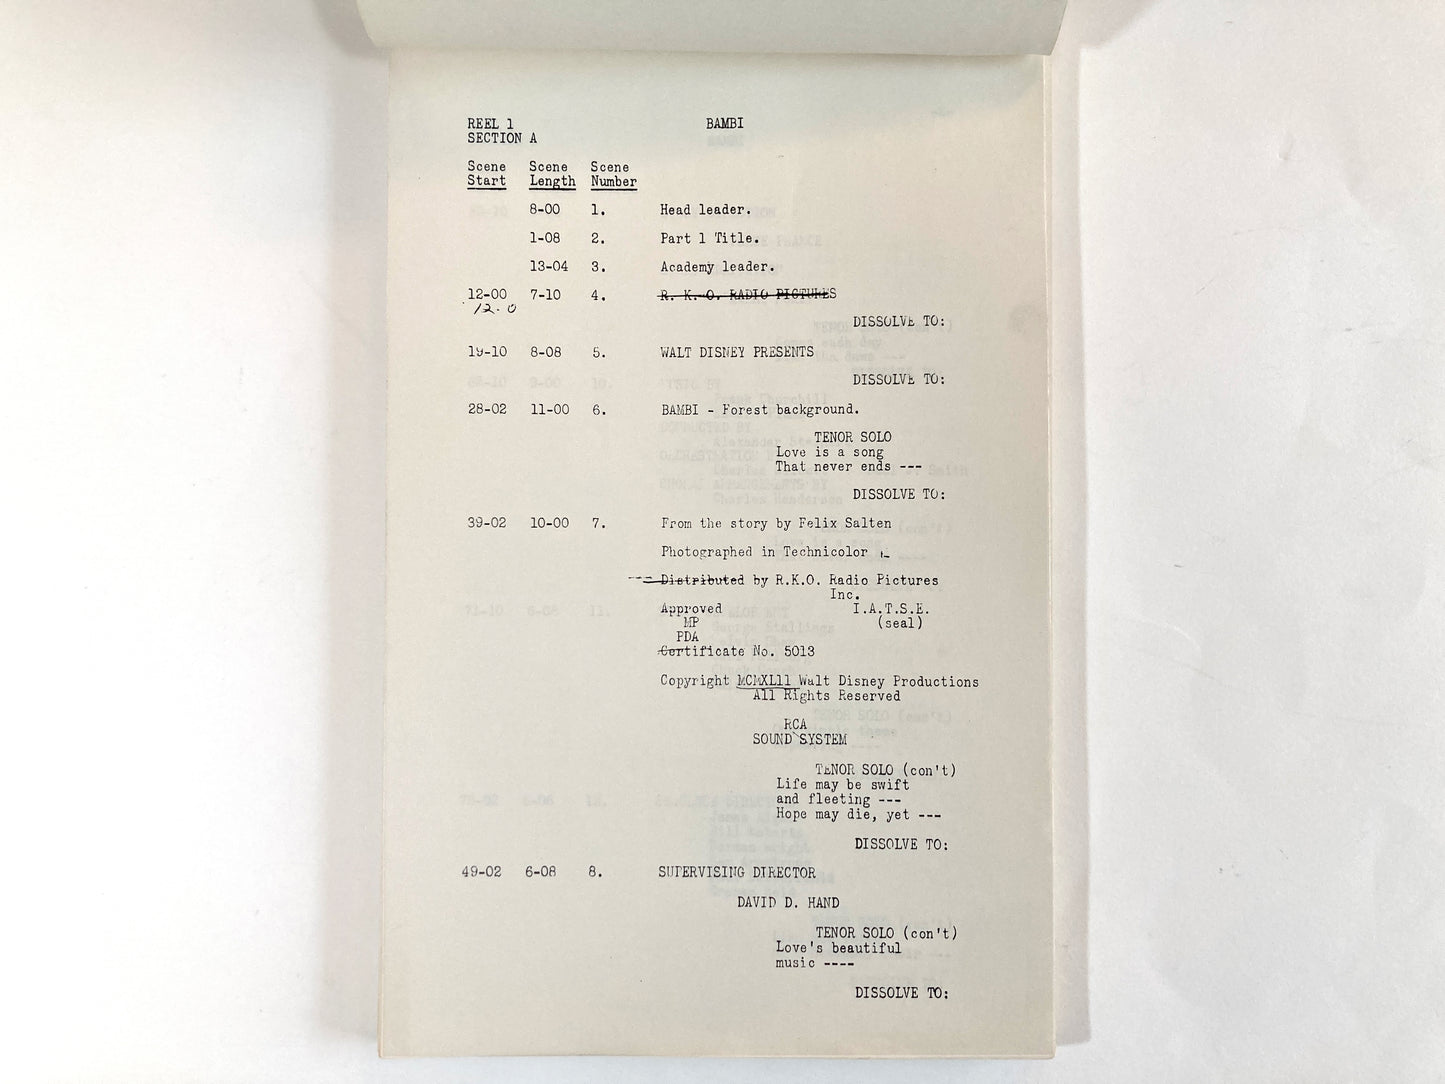 REEL 1 BAMBI
SECTION A
Scene Scene Scene
Start Length Number
8-00 1. Head leader.
1-08 2. Part 1 Title.
13-04 3. Academy leader.
12-00 7-10 4. R. K. O. RADIO PICTURES
12.0
DISSOLVE TO:
19-10 8-08 5. WALT DISNEY PRESENTS
DISSOLVE TO:
28-02 11-00 6. BAMBI - Forest background.
TENOR SOLO
Love is a song
That never ends ---
DISSOLVE TO:
39-02 10-00 7. From the story by Felix Salten
Photographed in Technicolor
Distributed by R.K.O. Radio Pictures
Inc.
Approved I.A.T.S.E.
MP (seal)
PDA
Certificate No. 5013
Copyright MCMXL11 Walt Disney Productions
All Rights Reserved
RCA
SOUND SYSTEM
TENOR SOLO (con't)
Life may be swift
and fleeting ---
Hope may die, yet ---
DISSOLVE TO:
49-02 6-08 8. SUPERVISING DIRECTOR
DAVID D. HAND
TENOR SOLO (con't)
Love's beautiful
music ----
DISSOLVE TO: